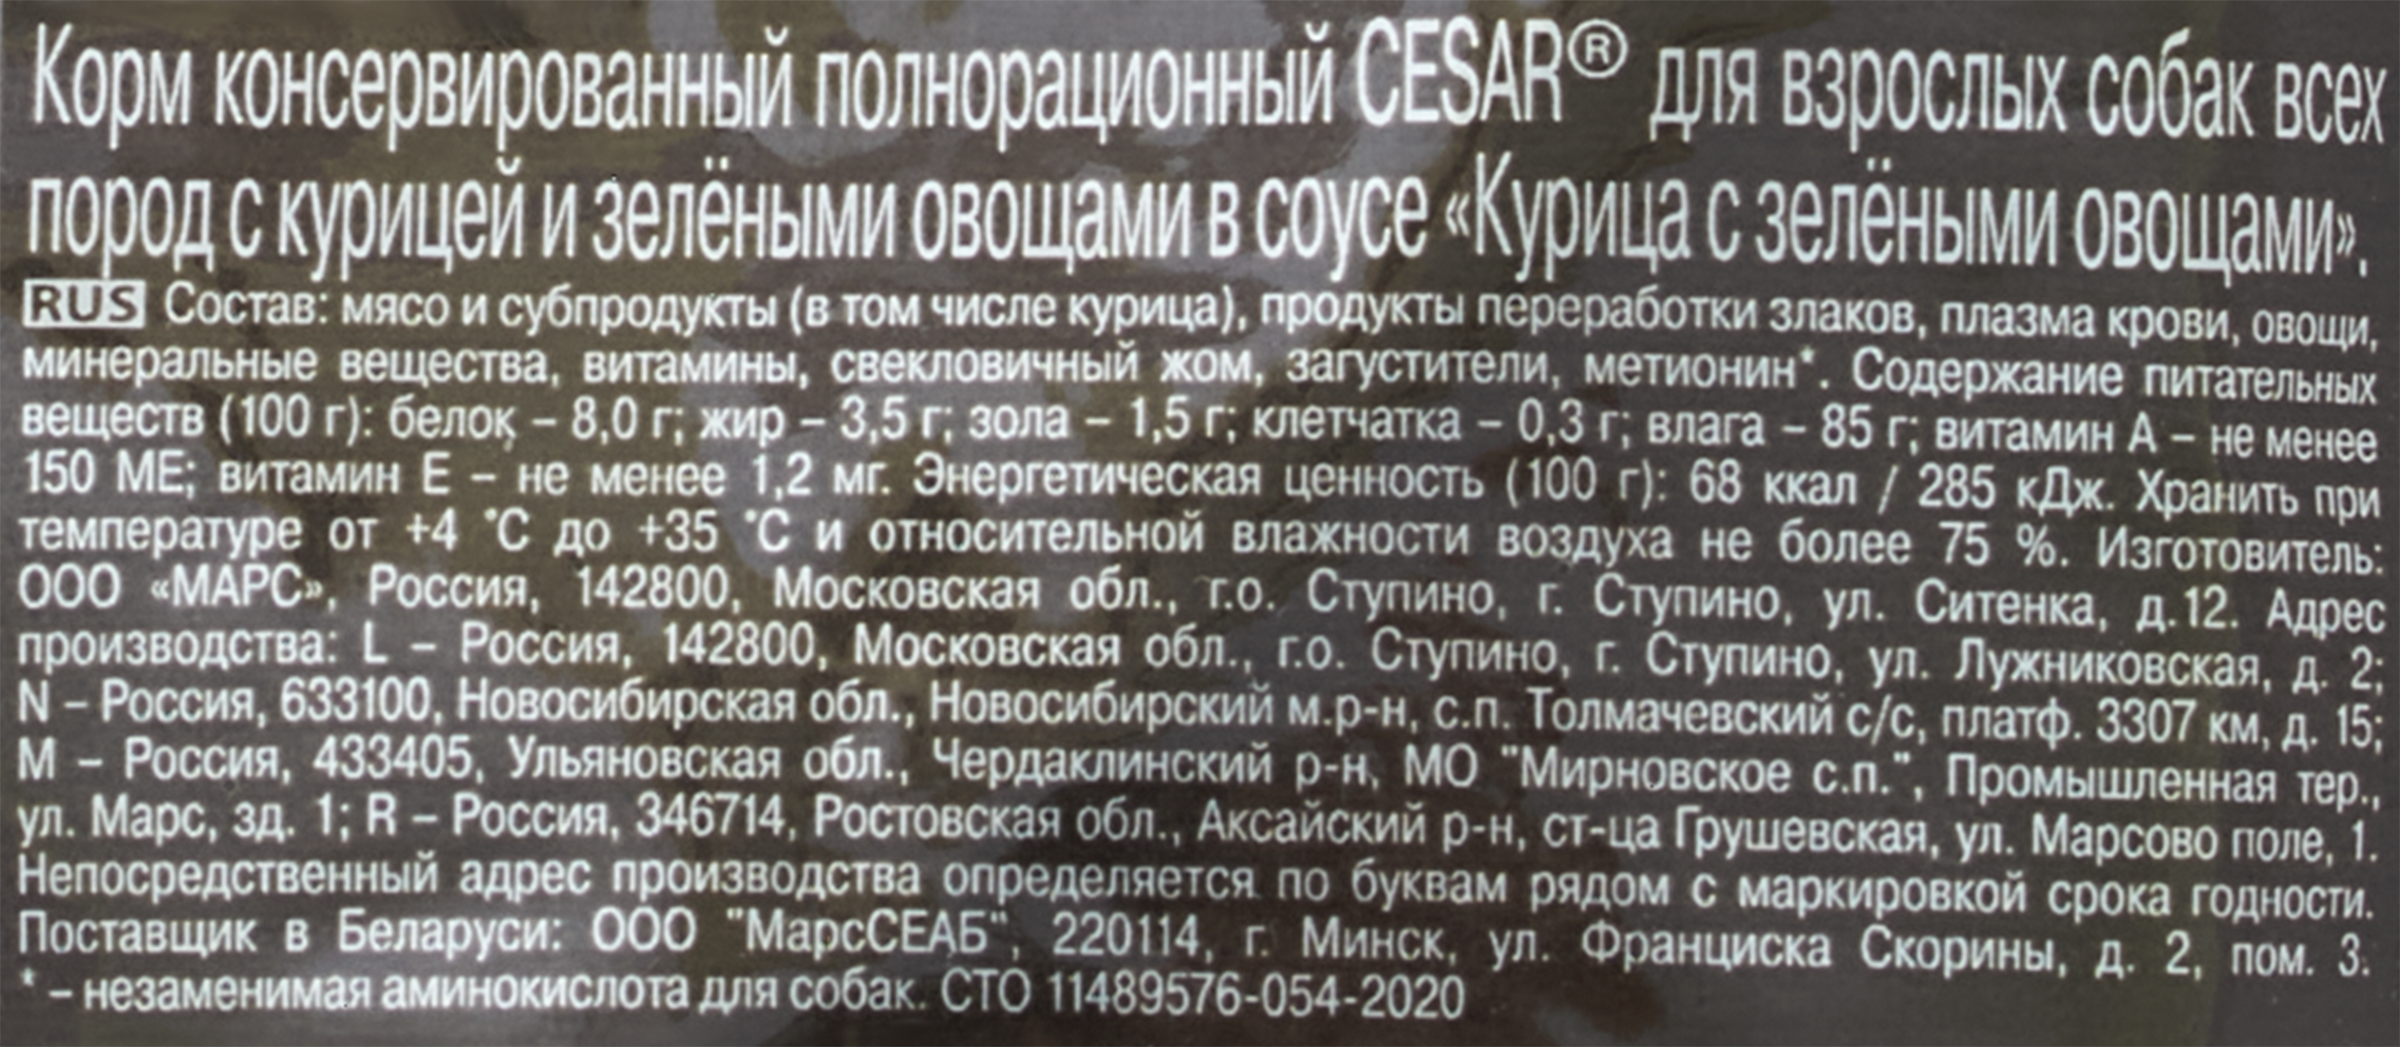 Корм консервированный полнорационный CESAR® для взрослых собак всех
пород с курицей и зелёными овощами в соусе «Курица с зелёными овощами».
RUS Состав: мясо и субпродукты (в том числе курица), продукты переработки злаков, плазма крови, овощи,
минеральные вещества, витамины, свекловичный жом, загустители, метионин*. Содержание питательных
веществ (100 г): белок – 8,0 г; жир – 3,5 г; зола – 1,5 г; клетчатка – 0,3 г; влага – 85 г; витамин А – не менее
150 МЕ; витамин Е – не менее 1,2 мг. Энергетическая ценность (100 г): 68 ккал / 285 кДж. Хранить при
температуре от +4 °С до +35 °С и относительной влажности воздуха не более 75 %. Изготовитель:
ООО «МАРС», Россия, 142800, Московская обл., г.о. Ступино, г. Ступино, ул. Ситенка, д.12. Адрес
производства: L – Россия, 142800, Московская обл., г.о. Ступино, г. Ступино, ул. Лужниковская, д. 2;
N – Россия, 633100, Новосибирская обл., Новосибирский м.р-н, с.п. Толмачевский с/с, платф. 3307 км, д. 15;
M – Россия, 433405, Ульяновская обл., Чердаклинский р-н, МО "Мирновское с.п.", Промышленная тер.,
ул. Марс, зд. 1; R – Россия, 346714, Ростовская обл., Аксайский р-н, ст-ца Грушевская, ул. Марсово поле, 1.
Непосредственный адрес производства определяется по буквам рядом с маркировкой срока годности.
Поставщик в Беларуси: ООО "МарсСЕАБ", 220114, г. Минск, ул. Франциска Скорины, д. 2, пом. 3.
* – незаменимая аминокислота для собак. СТО 11489576-054-2020